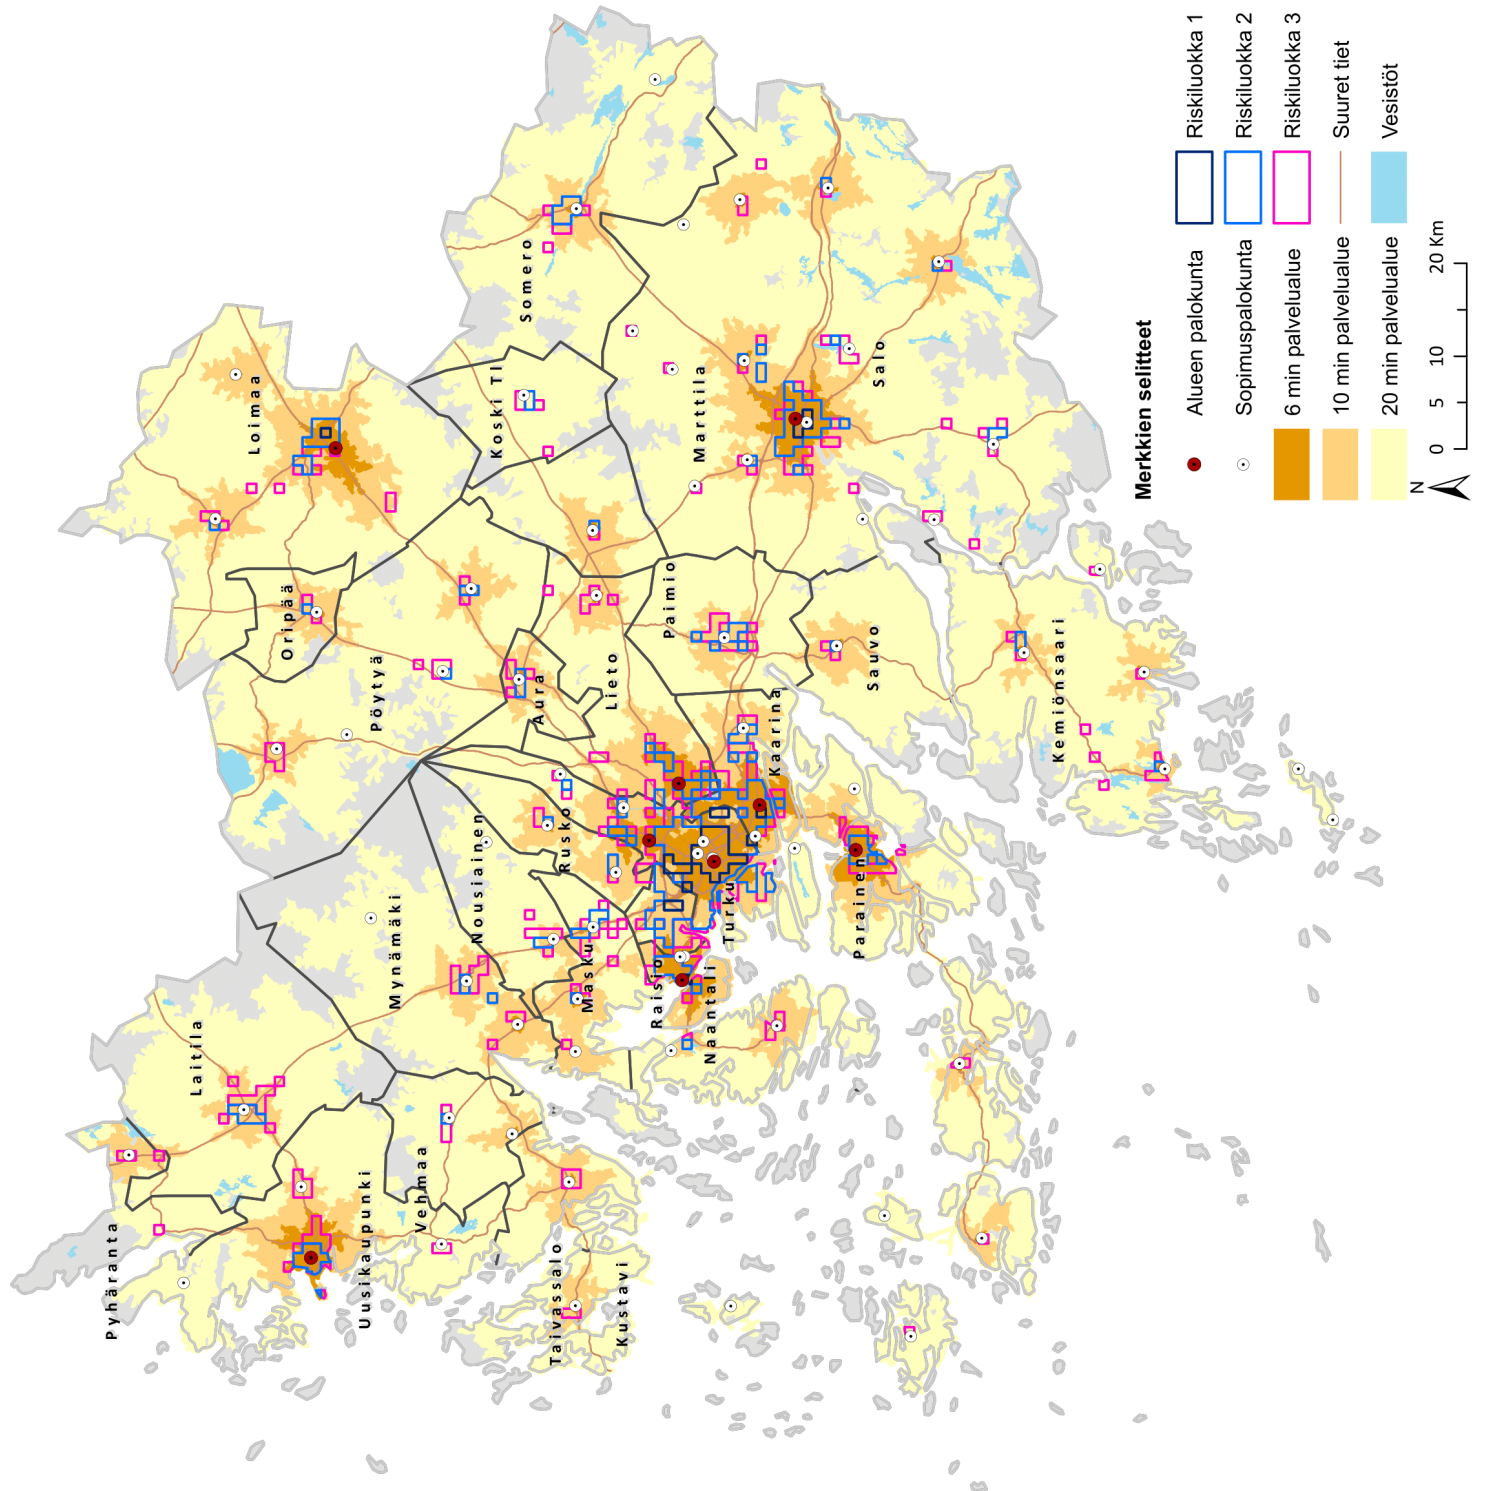 Pyhäranta
Laitila
Uusikaupunki
Vehmaa
Taivassalo
Kustavi
Mynämäki
Nousiainen
Masku
Rusko
Raisio
Naantali
Turku
Kaarina
Parainen
Lieto
Aura
Pöytyä
Oripää
Loimaa
Koski Tl
Somero
Marttila
Salo
Paimio
Sauvo
Kemiönsaari
Merkkien selitteet
Alueen palokunta
Sopimuspalokunta
6 min palvelualue
10 min palvelualue
20 min palvelualue
Riskiluokka 1
Riskiluokka 2
Riskiluokka 3
Suuret tiet
Vesistöt
N
0 5 10 20 Km